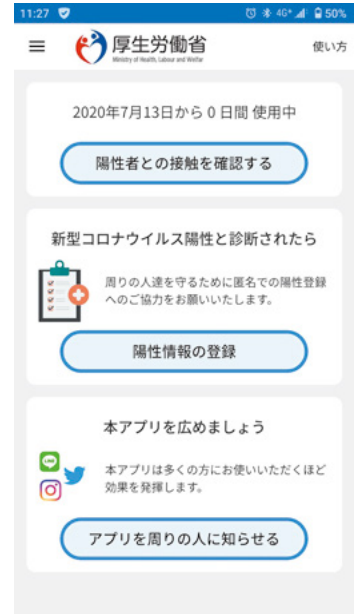 11:27
4G+ 50%
厚生労働省
Ministry of Health, Labour and Welfare
使い方
2020年7月13日から 0 日間 使用中
陽性者との接触を確認する
新型コロナウイルス陽性と診断されたら
周りの人達を守るために匿名での陽性登録
へのご協力をお願いいたします。
陽性情報の登録
本アプリを広めましょう
LINE
本アプリは多くの方にお使いいただくほど
効果を発揮します。
アプリを周りの人に知らせる